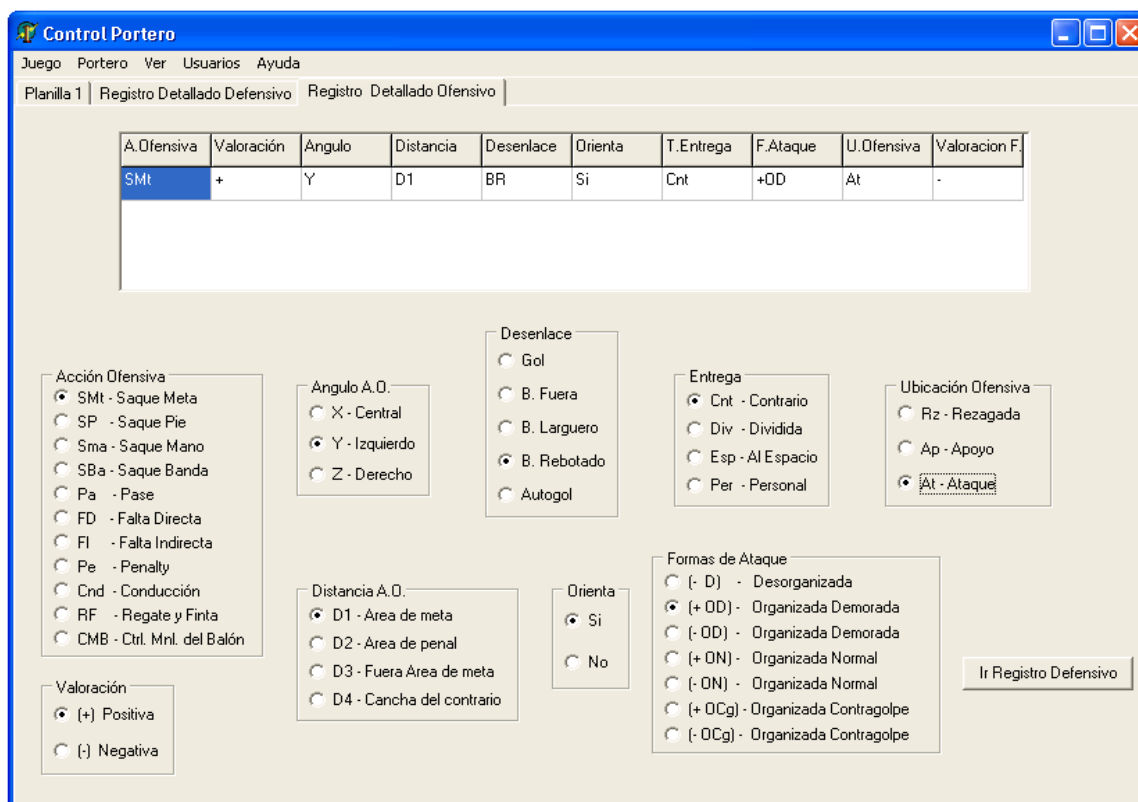 Control Portero
Juego Portero Ver Usuarios Ayuda
Planilla 1 Registro Detallado Defensivo Registro Detallado Ofensivo
A.Ofensiva Valoración Angulo Distancia Desenlace Orienta T.Entrega F.Ataque U.Ofensiva Valoracion F.
SMt + Y D1 BR Si Cnt +OD At -
Acción Ofensiva
SMt - Saque Meta
SP - Saque Pie
Sma - Saque Mano
SBa - Saque Banda
Pa - Pase
FD - Falta Directa
FI - Falta Indirecta
Pe - Penalty
Cnd - Conducción
RF - Regate y Finta
CMB - Ctrl. Mnl. del Balón
Valoración
(+) Positiva
(-) Negativa
Angulo A.O.
X - Central
Y - Izquierdo
Z - Derecho
Distancia A.O.
D1 - Area de meta
D2 - Area de penal
D3 - Fuera Area de meta
D4 - Cancha del contrario
Desenlace
Gol
B. Fuera
B. Larguero
B. Rebotado
Autogol
Orienta
Si
No
Entrega
Cnt - Contrario
Div - Dividida
Esp - Al Espacio
Per - Personal
Formas de Ataque
(- D) - Desorganizada
(+ OD) - Organizada Demorada
(- OD) - Organizada Demorada
(+ ON) - Organizada Normal
(- ON) - Organizada Normal
(+ OCg) - Organizada Contragolpe
(- OCg) - Organizada Contragolpe
Ubicación Ofensiva
Rz - Rezagada
Ap - Apoyo
At - Ataque
Ir Registro Defensivo